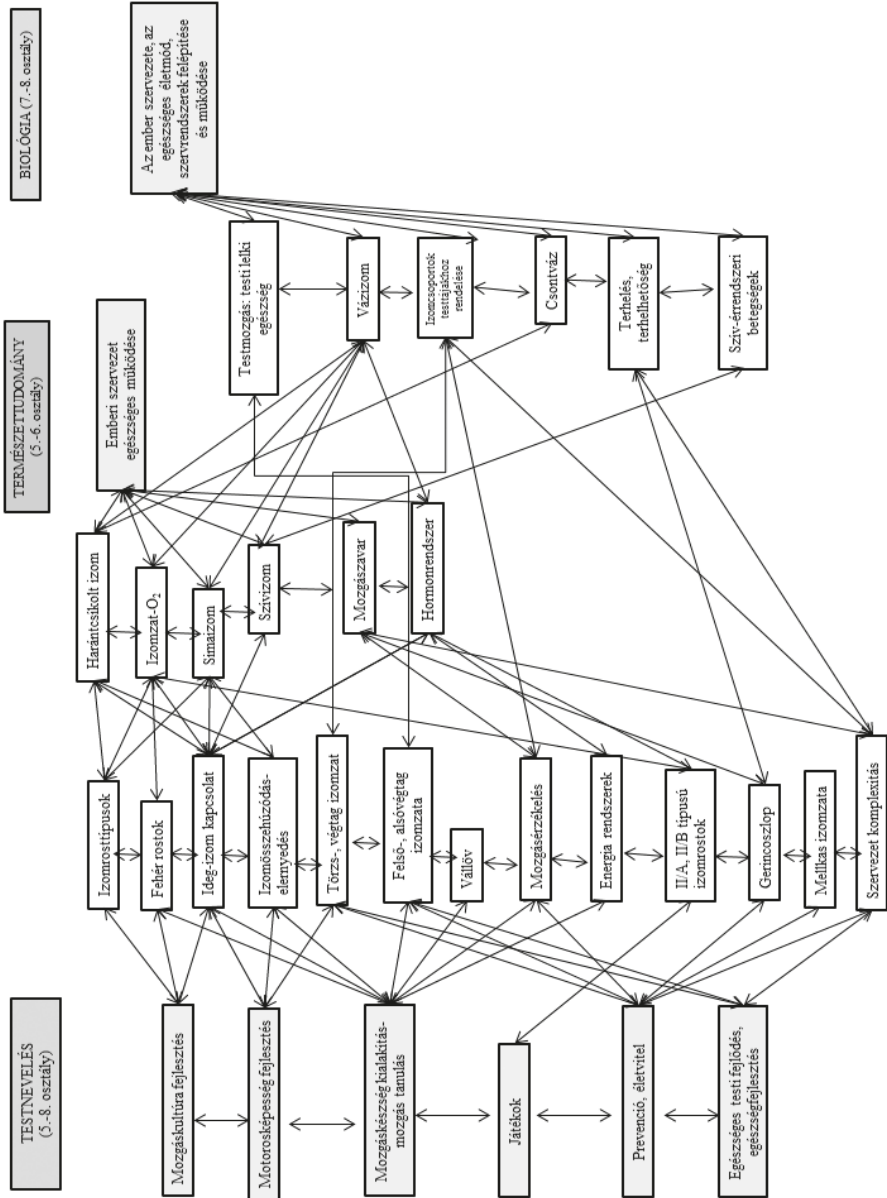 TESTNEVELÉS
(5.-8. osztály)
TERMÉSZETTUDOMÁNY
(5.-6. osztály)
BIOLÓGIA (7.-8. osztály)
Mozgáskultúra fejlesztés
Motorosképesség fejlesztés
Mozgáskészség kialakítás-
mozgás tanulás
Játékok
Prevenció, életvitel
Egészséges testi fejlődés,
egészségfejlesztés
Izomrosttípusok
Fehér rostok
Ideg-izom kapcsolat
Izomösszehúzódás-
elernyedés
Törzs-, végtag izomzat
Felső-, alsóvégtag
izomzata
Vállöv
Mozgásérzékelés
Energia rendszerek
II/A, II/B típusú
izomrostok
Gerincoszlop
Mellkas izomzata
Szervezet komplexitás
Emberi szervezet
egészséges működése
Harántcsíkolt izom
Izomzat-O₂
Simaizom
Szívizom
Mozgászavar
Hormonrendszer
Az ember szervezete, az
egészséges életmód,
szervrendszerek felépítése
és működése
Testmozgás: testi lelki
egészség
Vázizom
Izomcsoportok
testtájakhoz
rendelése
Csontváz
Terhelés,
terhelhetőség
Szív-érrendszeri
betegségek